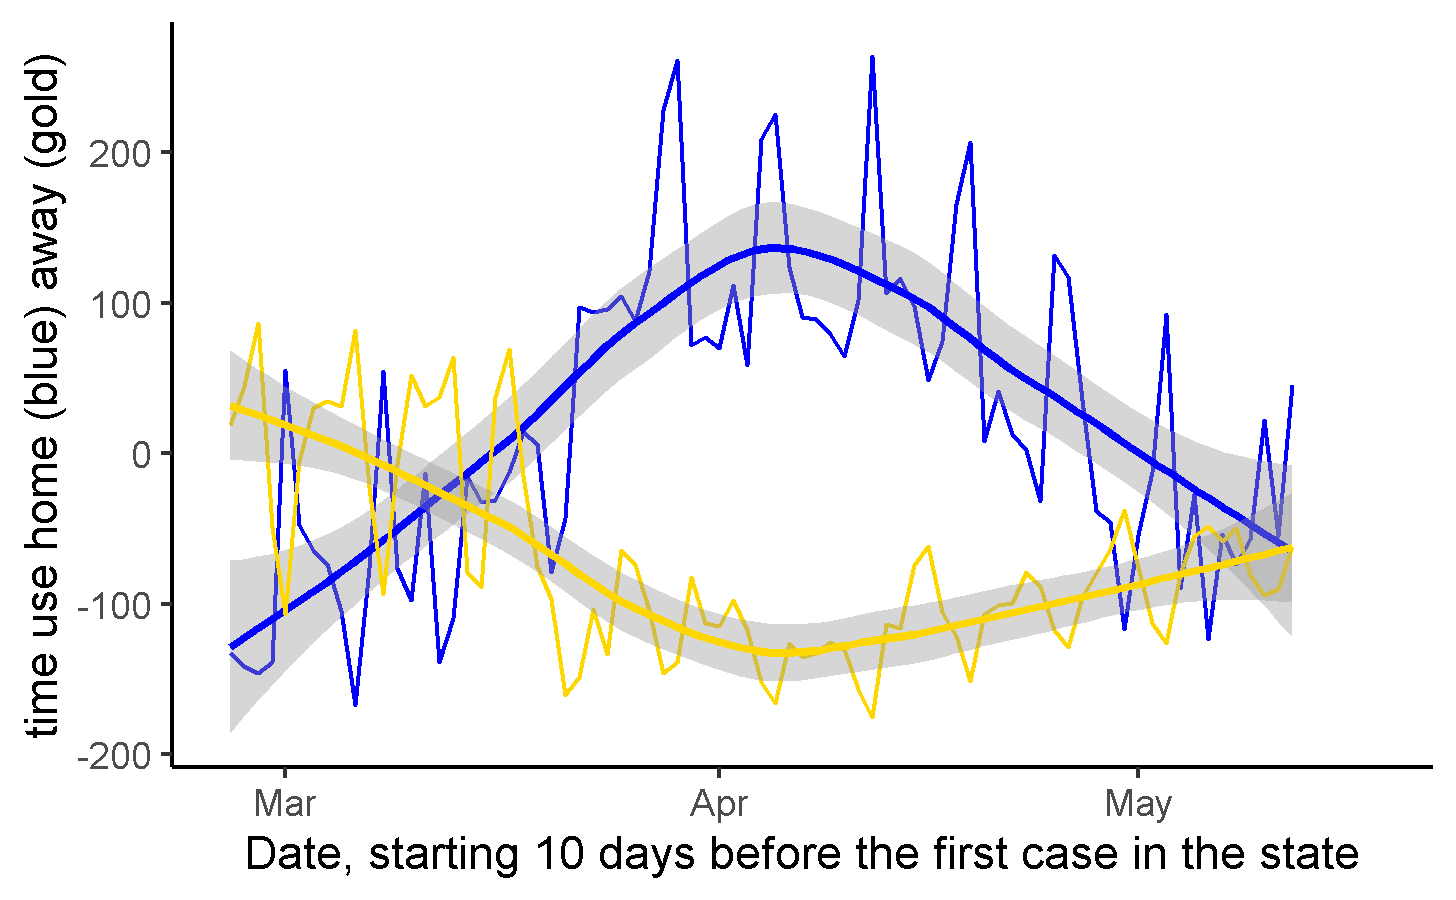 time use home (blue) away (gold)
200
100
0
-100
-200
Mar
Apr
May
Date, starting 10 days before the first case in the state